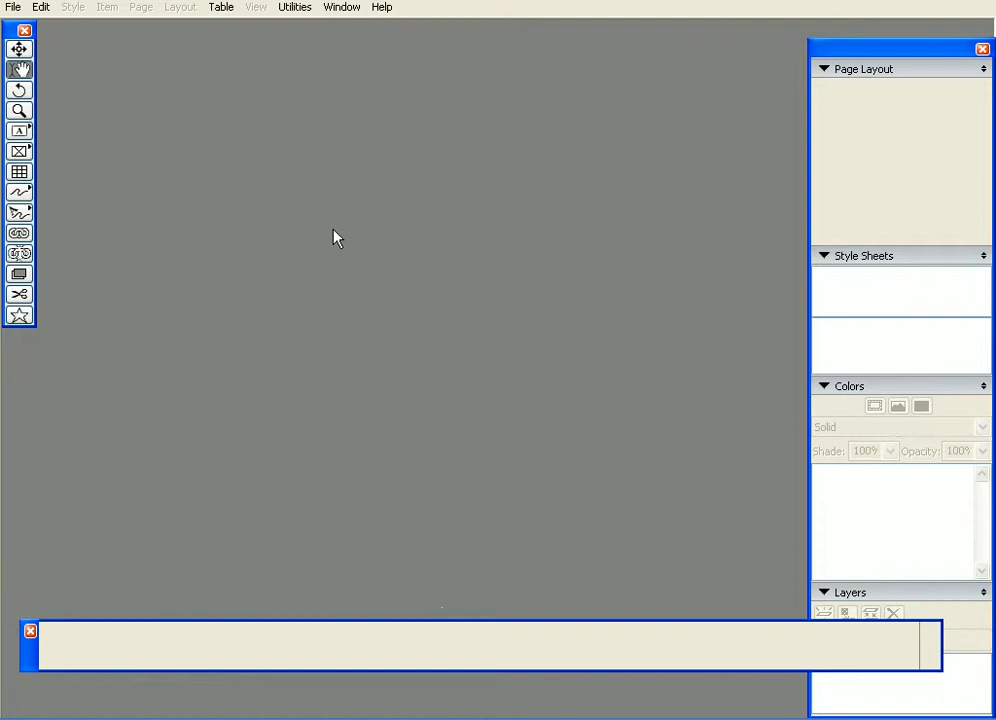 File Edit Style Item Page Layout Table View Utilities Window Help
Page Layout
A
Style Sheets
Colors
Solid
Shade: 100% Opacity: 100%
Layers